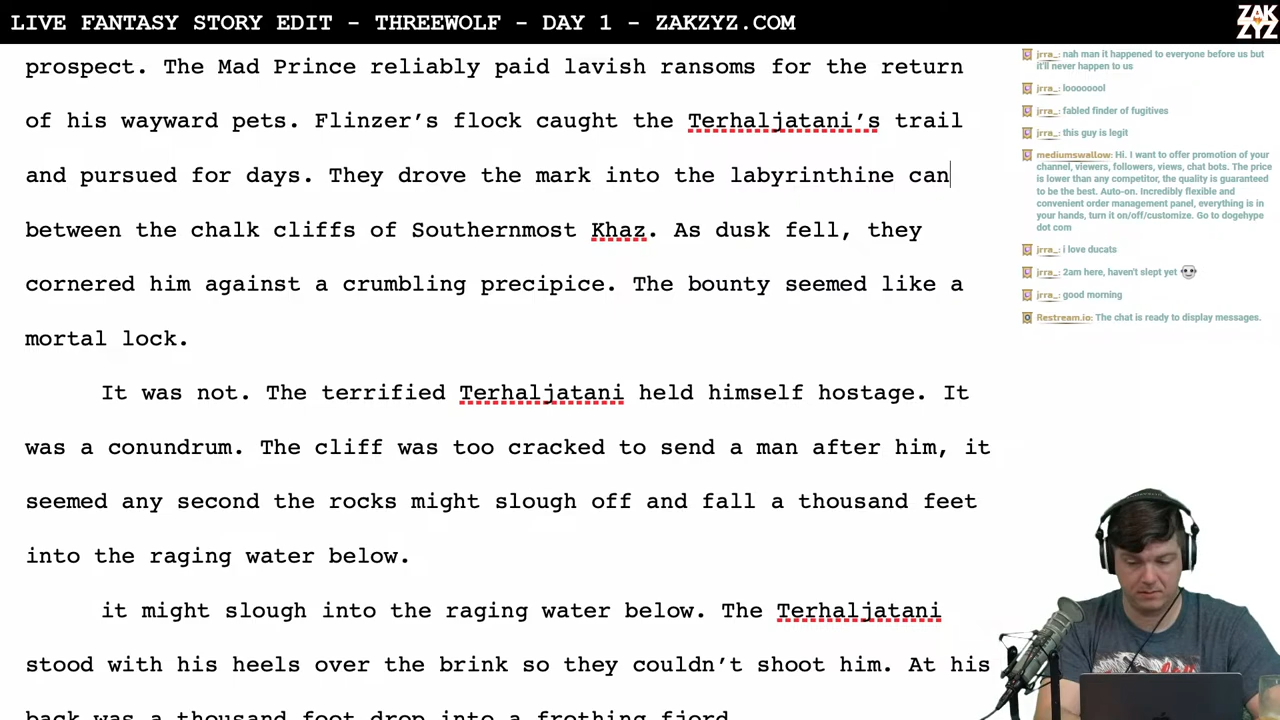 LIVE FANTASY STORY EDIT - THREEWOLF - DAY 1 - ZAKZYZ.COM
ZAK
ZYZ
prospect. The Mad Prince reliably paid lavish ransoms for the return
of his wayward pets. Flinner's flock caught the Terhaljatani's trail
and pursued for days. They drove the mark into the labyrinthine can
between the chalk cliffs of Southernmost Khaz. As dusk fell, they
cornered him against a crumbling precipice. The bounty seemed like a
mortal lock.
It was not. The terrified Terhaljatani held himself hostage. It
was a conundrum. The cliff was too cracked to send a man after him, it
seemed any second the rocks might slough off and fall a thousand feet
into the raging water below.
it might slough into the raging water below. The Terhaljatani
stood with his heels over the brink so they couldn't shoot him. At his
back was a thousand foot drop into a frothing fjord.
jrra_: nah man it happened to everyone before us but
it'll never happen to us
jrra_: loooooool
jrra_: fabled finder of fugitives
jrra_: this guy is legit
mediumswallow: Hi. I want to offer promotion of your
channel, viewers, followers, views, chat bots. The price
is lower than any competitor, the quality is guaranteed
to be the best. Auto-on. Incredibly flexible and
convenient order management panel, everything is in
your hands, turn it on/off/customize. Go to dogehype
dot com
jrra_: i love ducats
jrra_: 2am here, haven't slept yet
jrra_: good morning
Restream.io: The chat is ready to display messages.